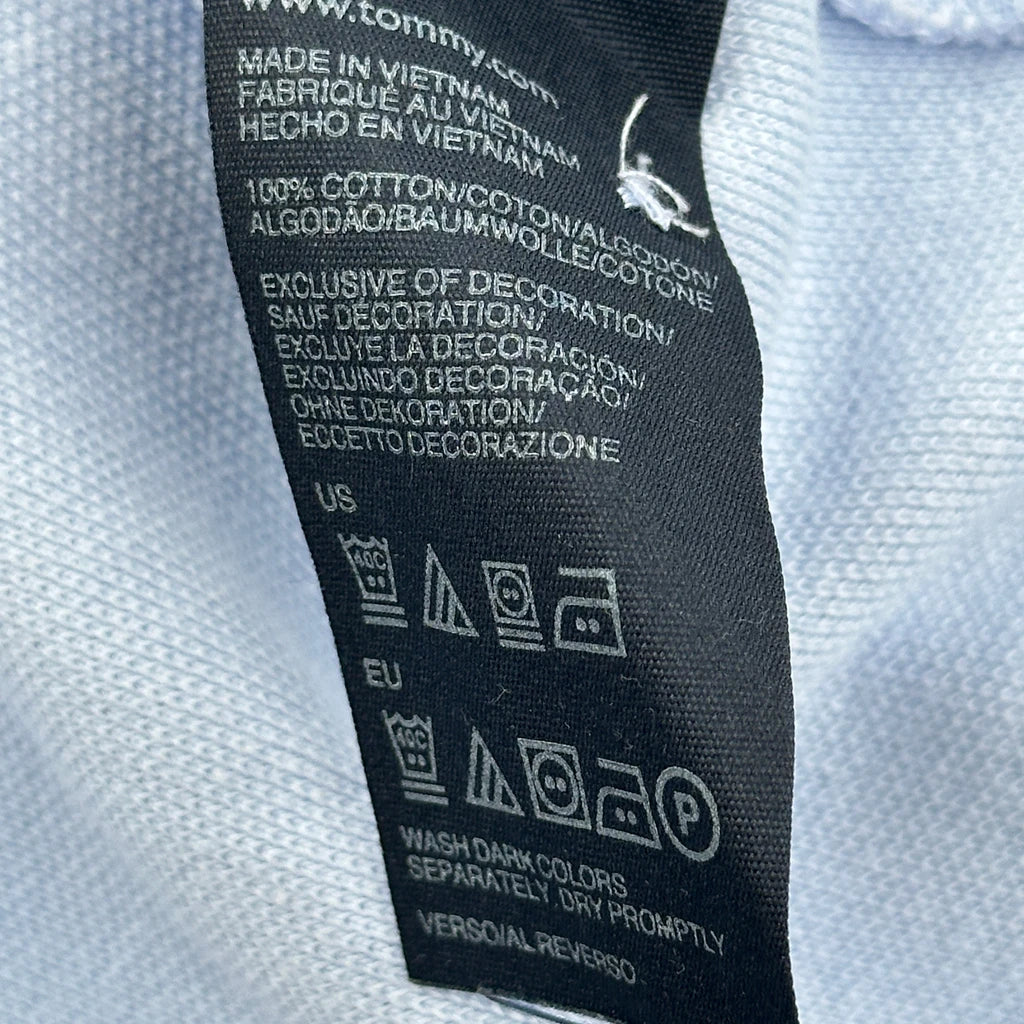 www.tommy.com
MADE IN VIETNAM
FABRIQUÉ AU VIETNAM
HECHO EN VIETNAM
100% COTTON/COTON/ALGODÓN/
ALGODÃO/BAUMWOLLE/COTONE
EXCLUSIVE OF DECORATION/
SAUF DÉCORATION/
EXCLUYE LA DECORACIÓN/
EXCLUINDO DECORAÇÃO/
OHNE DEKORATION/
ECCETTO DECORAZIONE
US
EU
P
WASH DARK COLORS
SEPARATELY. DRY PROMPTLY
VERSO/AL REVERSO